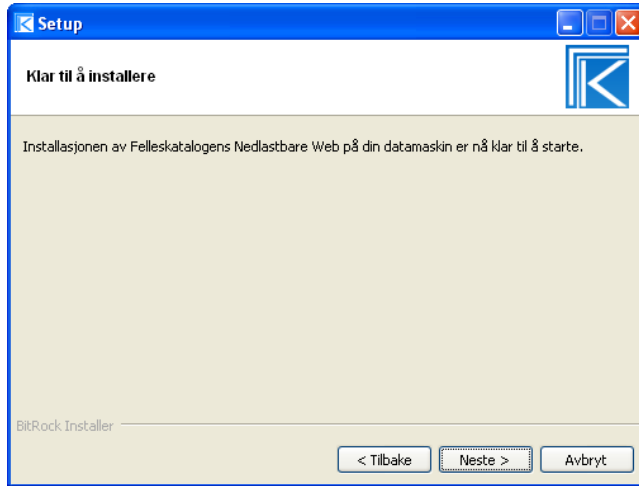 Setup
Klar til å installere
Installasjonen av Felleskatalogens Nedlastbare Web på din datamaskin er nå klar til å starte.
BitRock Installer
< Tilbake
Neste >
Avbryt